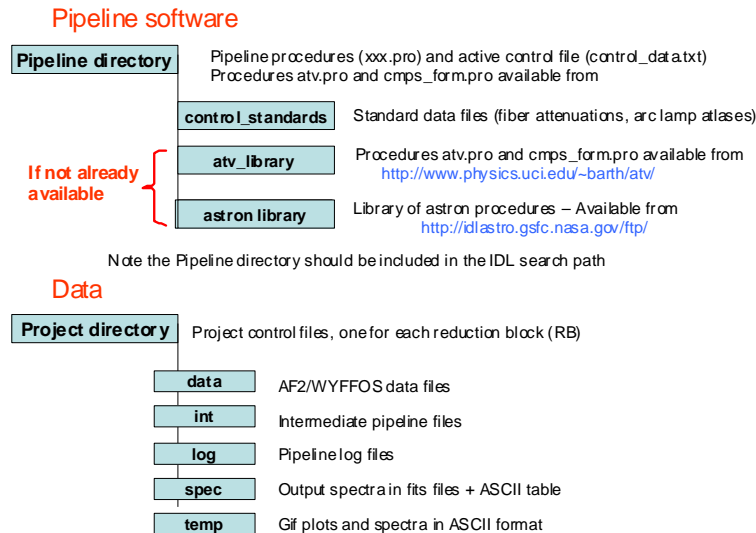 Pipeline software
Pipeline directory
Pipeline procedures (xxx.pro) and active control file (control_data.txt)
Procedures atv.pro and cmps_form.pro available from
control_standards
Standard data files (fiber attenuations, arc lamp atlases)
If not already
available
atv_library
Procedures atv.pro and cmps_form.pro available from
http://www.physics.uci.edu/~barth/atv/
astron library
Library of astron procedures – Available from
http://idlastro.gsfc.nasa.gov/ftp/
Note the Pipeline directory should be included in the IDL search path
Data
Project directory
Project control files, one for each reduction block (RB)
data
AF2/WYFFOS data files
int
Intermediate pipeline files
log
Pipeline log files
spec
Output spectra in fits files + ASCII table
temp
Gif plots and spectra in ASCII format